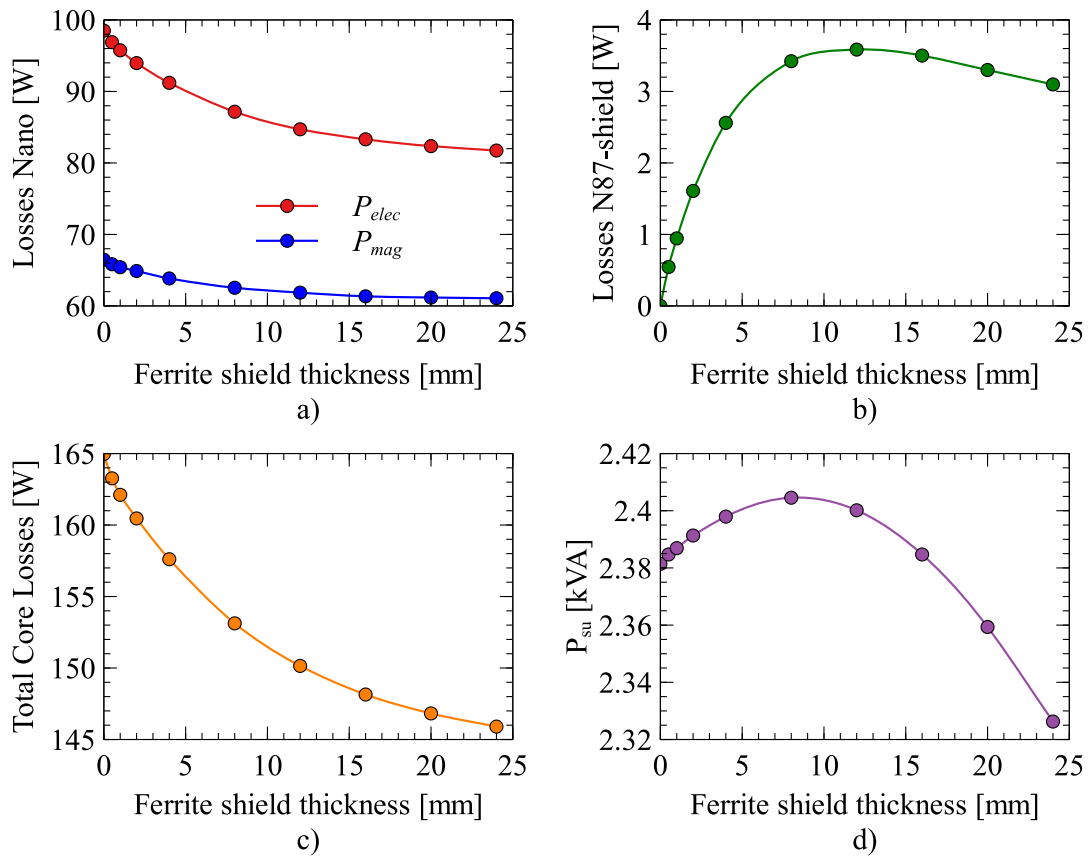 Losses Nano [W]
100
90
80
70
60
P_elec
P_mag
0 5 10 15 20 25
Ferrite shield thickness [mm]
a)
Losses N87-shield [W]
4
3
2
1
0
0 5 10 15 20 25
Ferrite shield thickness [mm]
b)
Total Core Losses [W]
165
160
155
150
145
0 5 10 15 20 25
Ferrite shield thickness [mm]
c)
P_su [kVA]
2.42
2.4
2.38
2.36
2.34
2.32
0 5 10 15 20 25
Ferrite shield thickness [mm]
d)